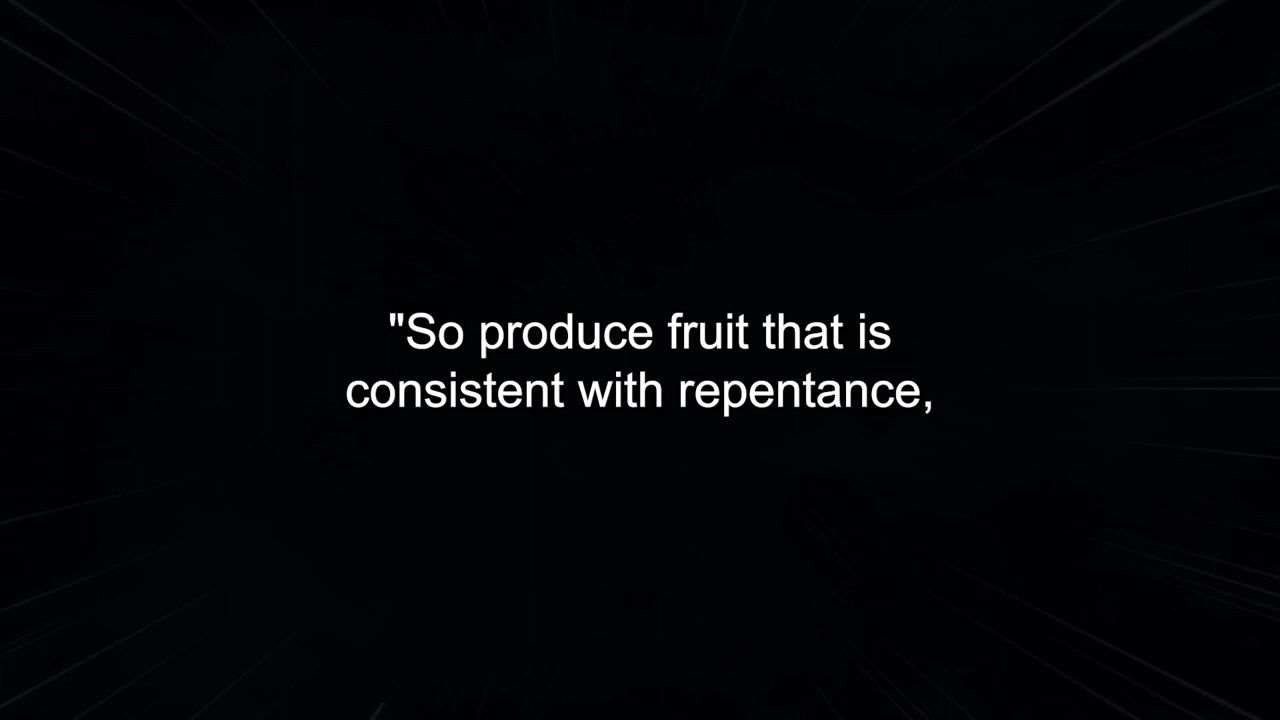 "So produce fruit that is
consistent with repentance,